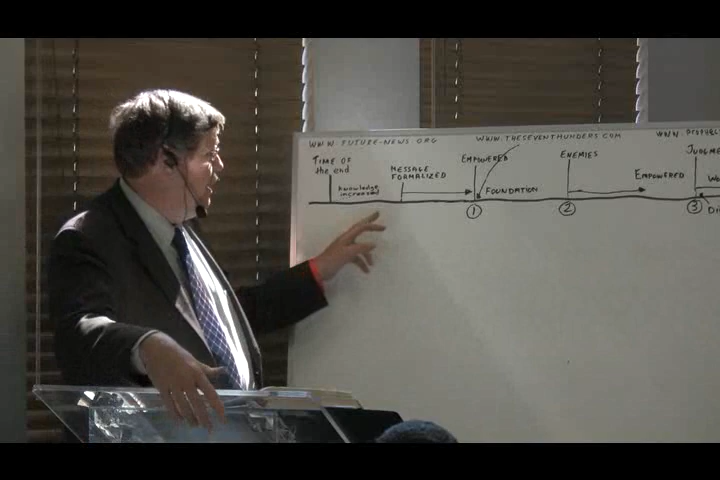 WWW.FUTURE-NEWS.ORG WWW.THESEVENTHUNDERS.COM
TIME OF
the end
Knowledge
increased
MESSAGE
FORMALIZED
EMPOWERED
FOUNDATION
ENEMIES
EMPOWERED
1
2
3